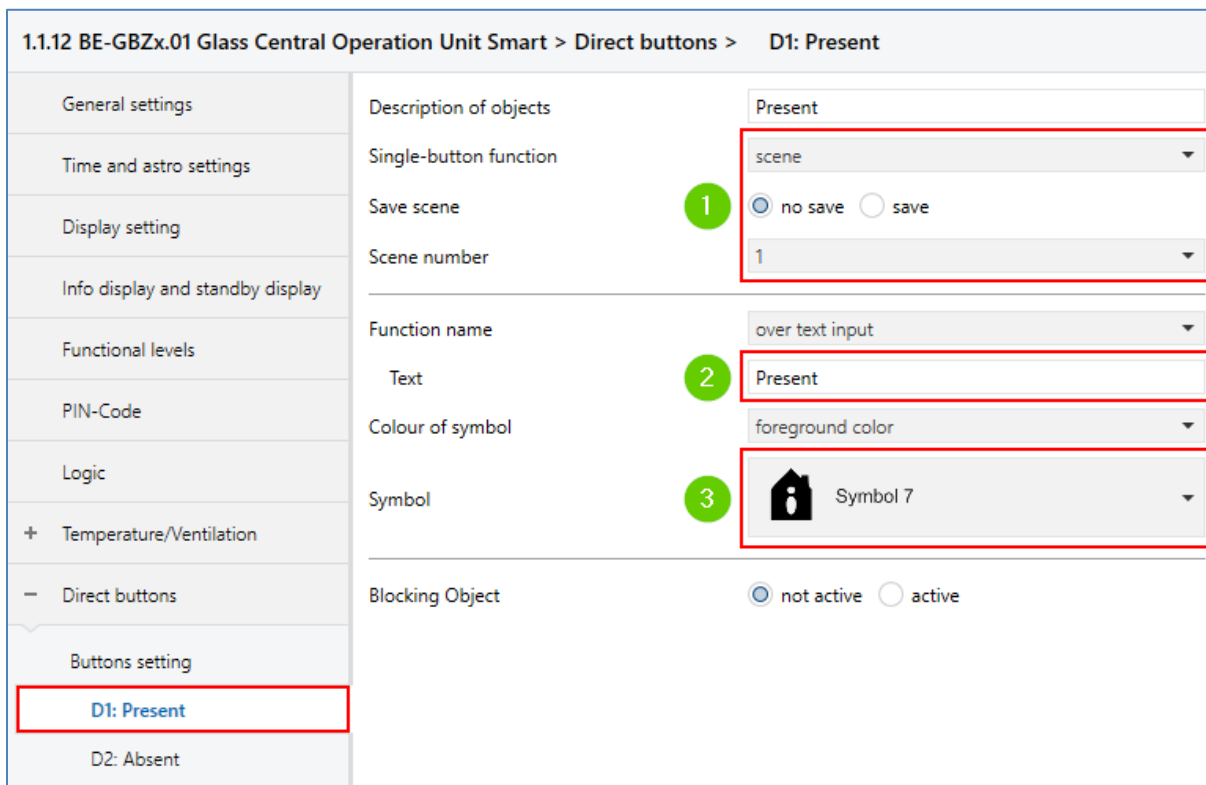 1.1.12 BE-GBZx.01 Glass Central Operation Unit Smart > Direct buttons > D1: Present
General settings
Time and astro settings
Display setting
Info display and standby display
Functional levels
PIN-Code
Logic
+ Temperature/Ventilation
− Direct buttons
Buttons setting
D1: Present
D2: Absent
Description of objects Present
Single-button function scene
Save scene 1 no save save
Scene number 1
Function name over text input
Text 2 Present
Colour of symbol foreground color
Symbol 3 Symbol 7
Blocking Object not active active